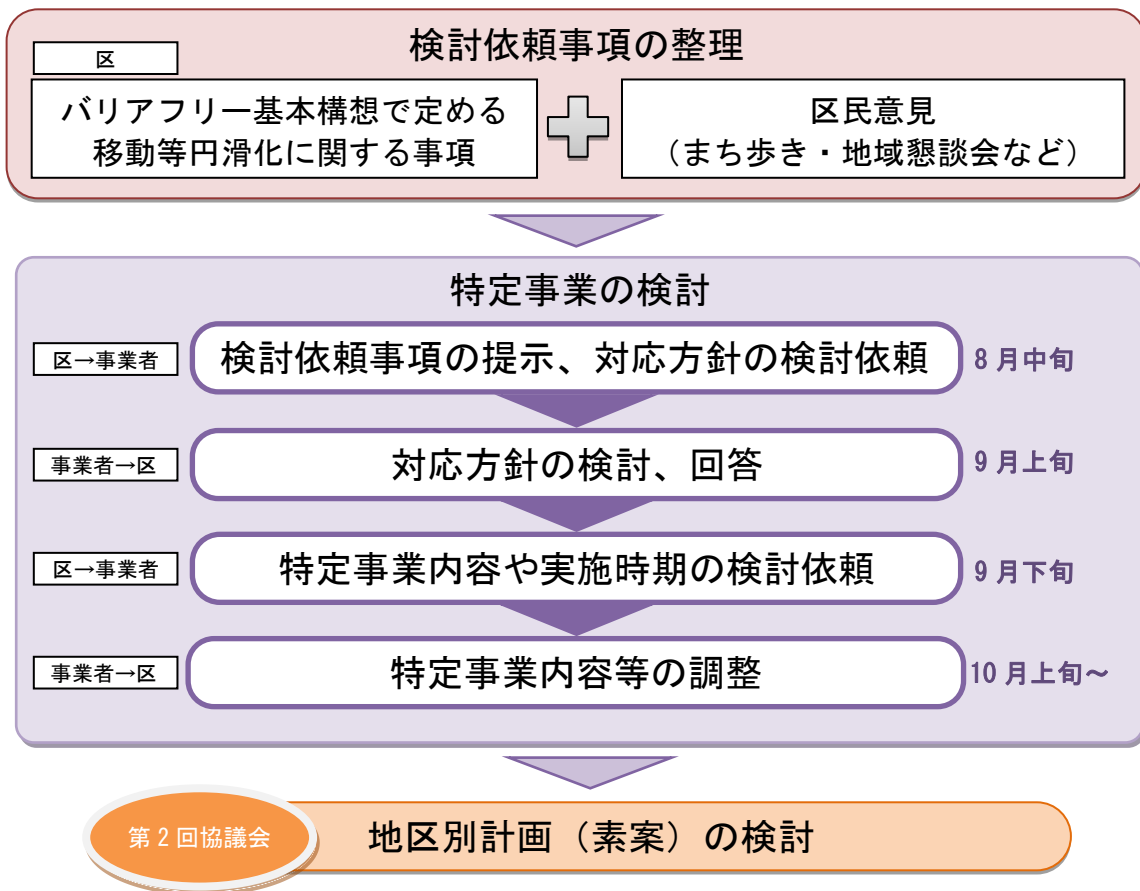 検討依頼事項の整理
区
バリアフリー基本構想で定める
移動等円滑化に関する事項
区民意見
（まち歩き・地域懇談会など）
特定事業の検討
区→事業者
検討依頼事項の提示、対応方針の検討依頼
8月中旬
事業者→区
対応方針の検討、回答
9月上旬
区→事業者
特定事業内容や実施時期の検討依頼
9月下旬
事業者→区
特定事業内容等の調整
10月上旬～
第2回協議会
地区別計画（素案）の検討